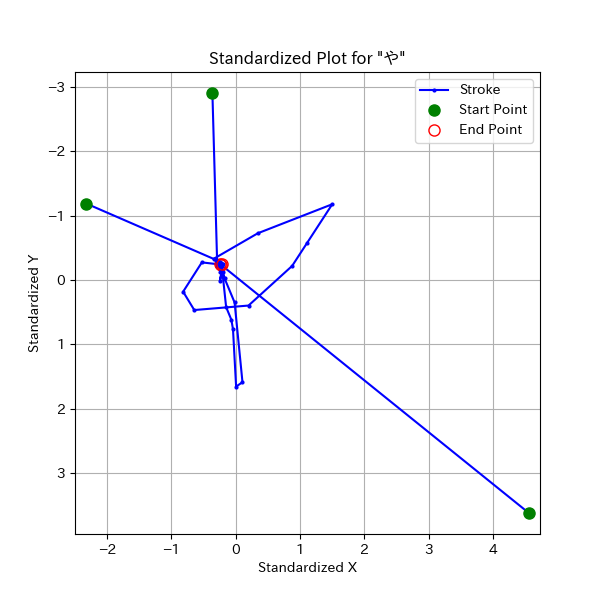 Standardized Plot for "や"
Stroke
Start Point
End Point
−3
−2
−1
0
1
2
3
Standardized Y
−2 −1 0 1 2 3 4
Standardized X